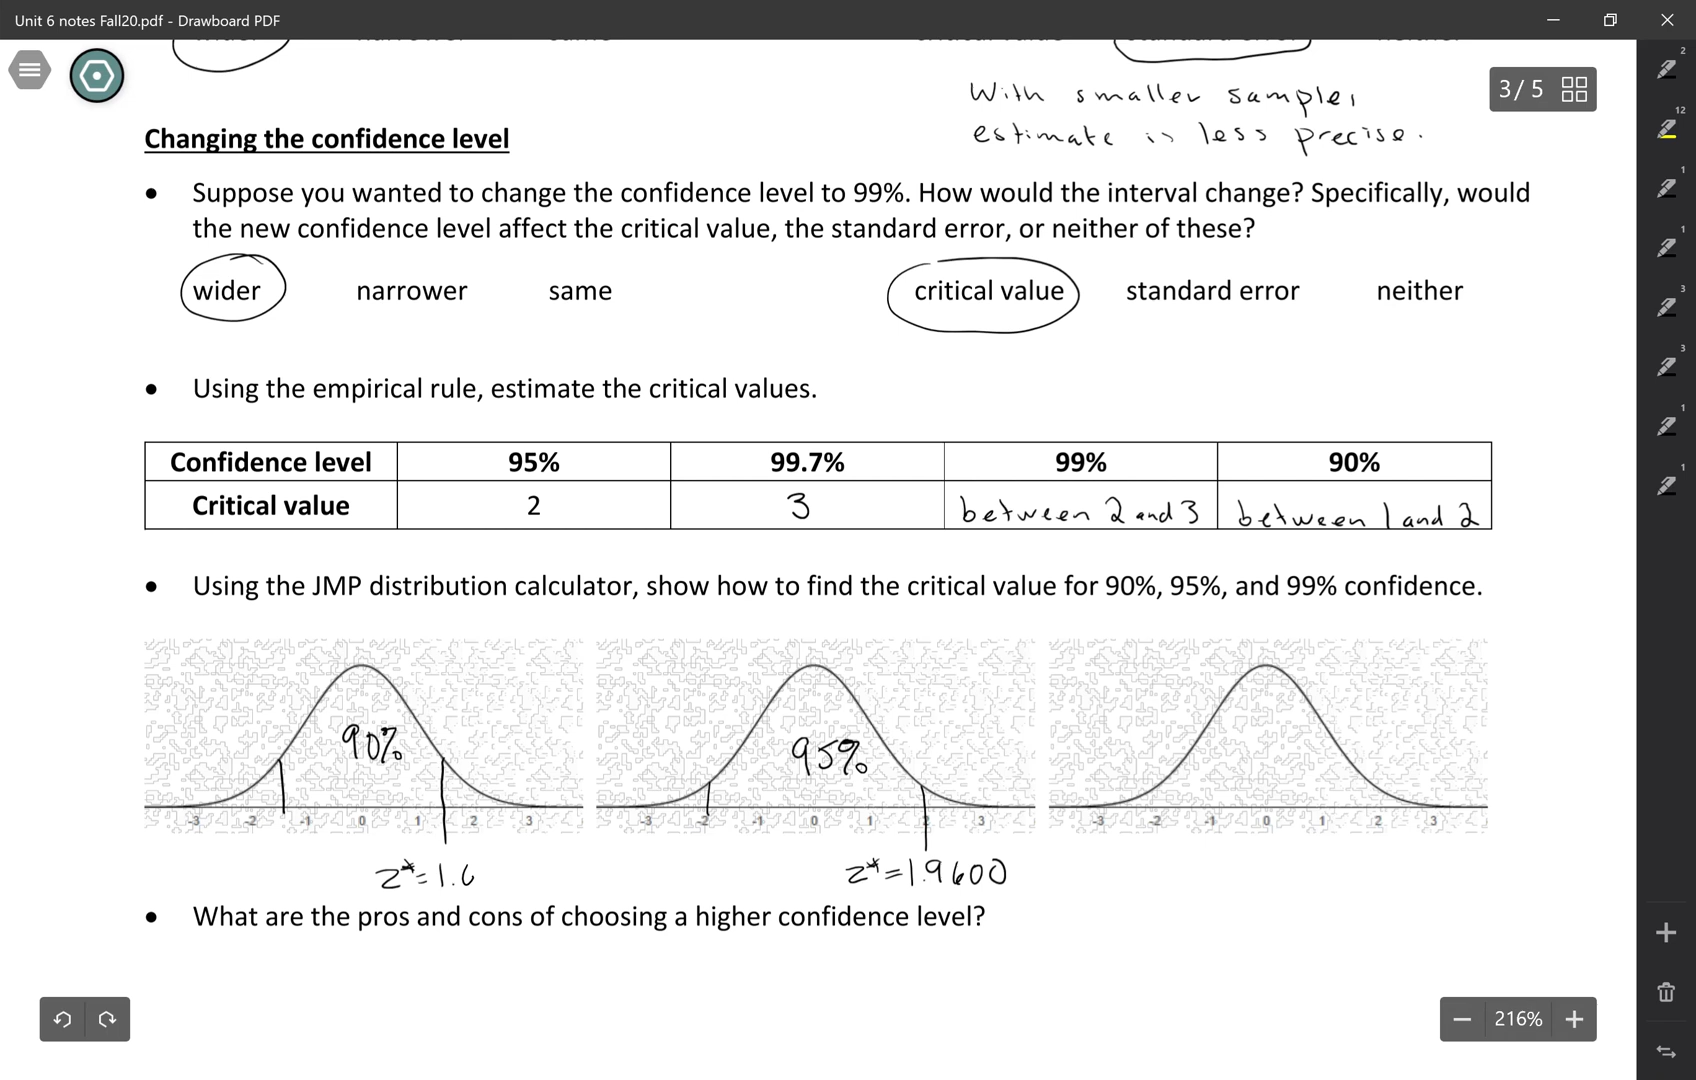 Unit 6 notes Fall20.pdf - Drawboard PDF
With smaller sample,
3 / 5
estimate is less precise.
Changing the confidence level
• Suppose you wanted to change the confidence level to 99%. How would the interval change? Specifically, would
the new confidence level affect the critical value, the standard error, or neither of these?
wider narrower same critical value standard error neither
• Using the empirical rule, estimate the critical values.
Confidence level 95% 99.7% 99% 90%
Critical value 2 3 between 2 and 3 between 1 and 2
• Using the JMP distribution calculator, show how to find the critical value for 90%, 95%, and 99% confidence.
90% 95%
-3 -2 -1 0 1 2 3 -3 -2 -1 0 1 3 -3 -2 -1 0 1 2 3
z*=1.6 z*=1.9600
• What are the pros and cons of choosing a higher confidence level?
216%
2
12
1
1
3
3
1
1